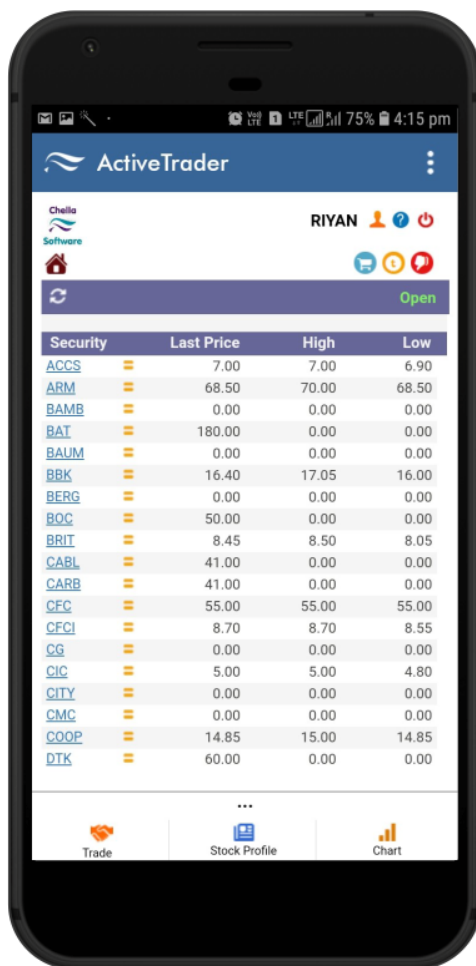 VoI) LTE 1 LTE R 75% 4:15 pm
ActiveTrader
Chella
Software
RIYAN ?
t
Open
Security Last Price High Low
ACCS = 7.00 7.00 6.90
ARM = 68.50 70.00 68.50
BAMB = 0.00 0.00 0.00
BAT = 180.00 0.00 0.00
BAUM = 0.00 0.00 0.00
BBK = 16.40 17.05 16.00
BERG = 0.00 0.00 0.00
BOC = 50.00 0.00 0.00
BRIT = 8.45 8.50 8.05
CABL = 41.00 0.00 0.00
CARB = 41.00 0.00 0.00
CFC = 55.00 55.00 55.00
CFCI = 8.70 8.70 8.55
CG = 0.00 0.00 0.00
CIC = 5.00 5.00 4.80
CITY = 0.00 0.00 0.00
CMC = 0.00 0.00 0.00
COOP = 14.85 15.00 14.85
DTK = 60.00 0.00 0.00
...
Trade Stock Profile Chart